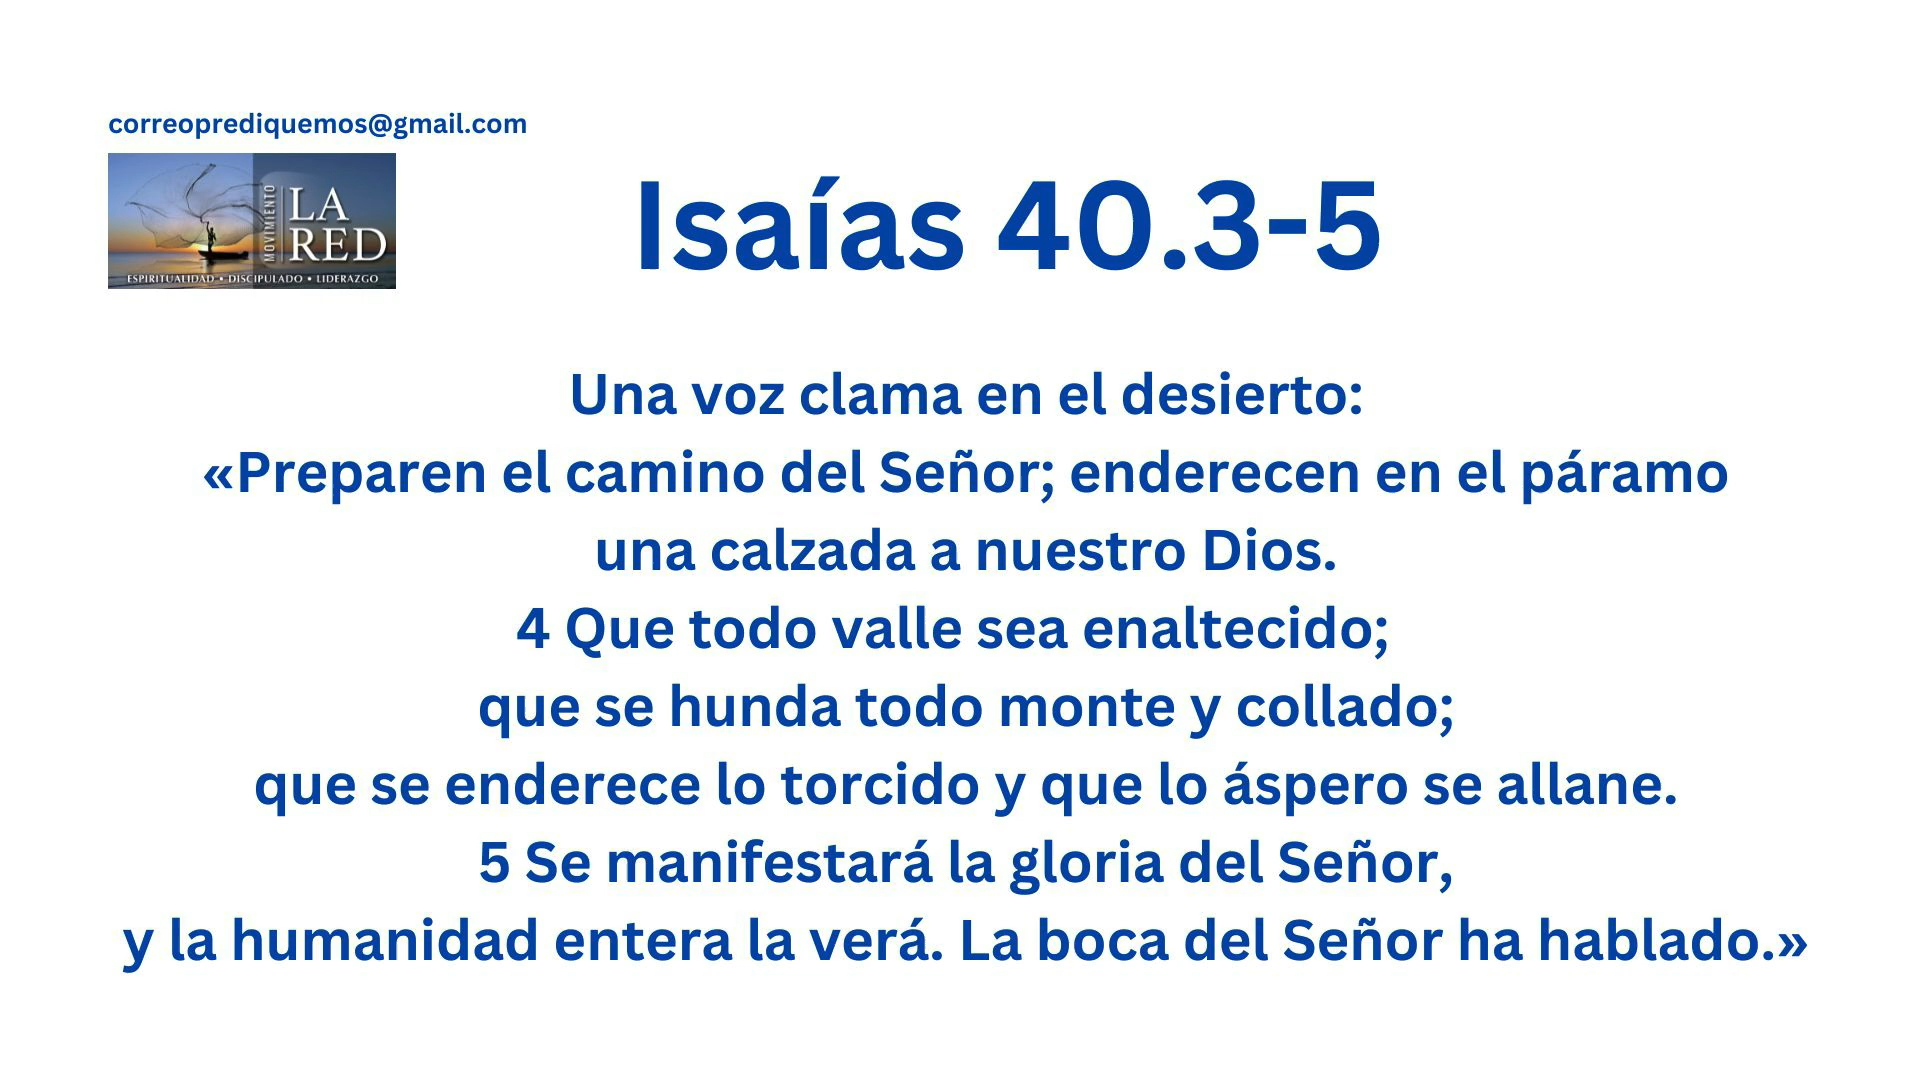 correoprediquemos@gmail.com
MOVIMIENTO
LA
RED
ESPIRITUALIDAD • DISCIPULADO • LIDERAZGO
Isaías 40.3-5
Una voz clama en el desierto:
«Preparen el camino del Señor; enderecen en el páramo
una calzada a nuestro Dios.
4 Que todo valle sea enaltecido;
que se hunda todo monte y collado;
que se enderece lo torcido y que lo áspero se allane.
5 Se manifestará la gloria del Señor,
y la humanidad entera la verá. La boca del Señor ha hablado.»